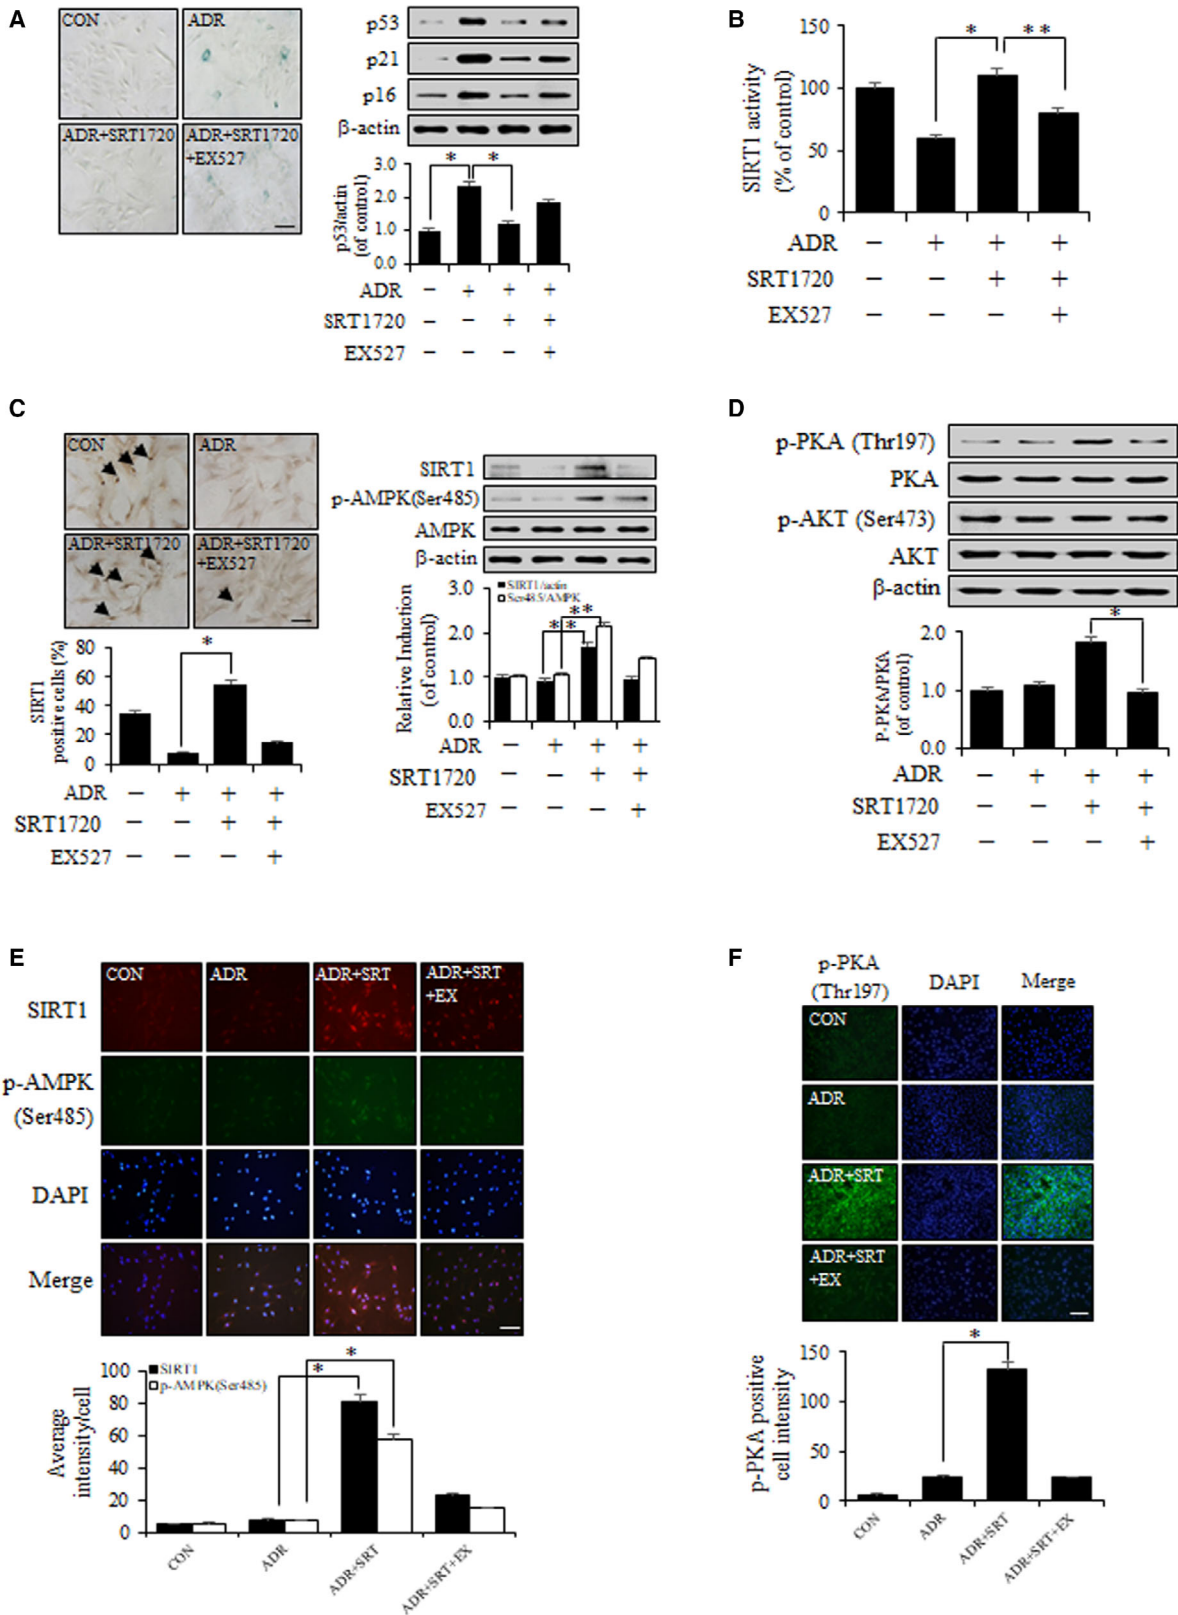 A
CON
ADR
ADR+SRT1720
ADR+SRT1720
+EX527
p53
p21
p16
β-actin
p53/actin
(of control)
3.0
2.0
1.0
0.0
* *
ADR − + + +
SRT1720 − − + +
EX527 − − − +
B
SIRT1 activity
(% of control)
150
100
50
0
* **
ADR − + + +
SRT1720 − − + +
EX527 − − − +
C
CON
ADR
ADR+SRT1720
ADR+SRT1720
+EX527
SIRT1
positive cells (%)
80
60
40
20
0
*
ADR − + + +
SRT1720 − − + +
EX527 − − − +
SIRT1
p-AMPK(Ser485)
AMPK
β-actin
SIRT1/actin
Ser485/AMPK
Relative Induction
(of control)
3.0
2.0
1.0
0.0
**
**
ADR − + + +
SRT1720 − − + +
EX527 − − − +
D
p-PKA (Thr197)
PKA
p-AKT (Ser473)
AKT
β-actin
P-PKA/PKA
(of control)
2.0
1.0
0.0
*
ADR − + + +
SRT1720 − − + +
EX527 − − − +
E
CON
ADR
ADR+SRT
ADR+SRT
+EX
SIRT1
p-AMPK
(Ser485)
DAPI
Merge
Average
intensity/cell
100
80
60
40
20
0
SIRT1
p-AMPK(Ser485)
*
*
CON
ADR
ADR+SRT
ADR+SRT+EX
F
p-PKA
(Thr197)
DAPI
Merge
CON
ADR
ADR+SRT
ADR+SRT
+EX
p-PKA positive
cell intensity
150
100
50
0
*
CON
ADR
ADR+SRT
ADR+SRT+EX